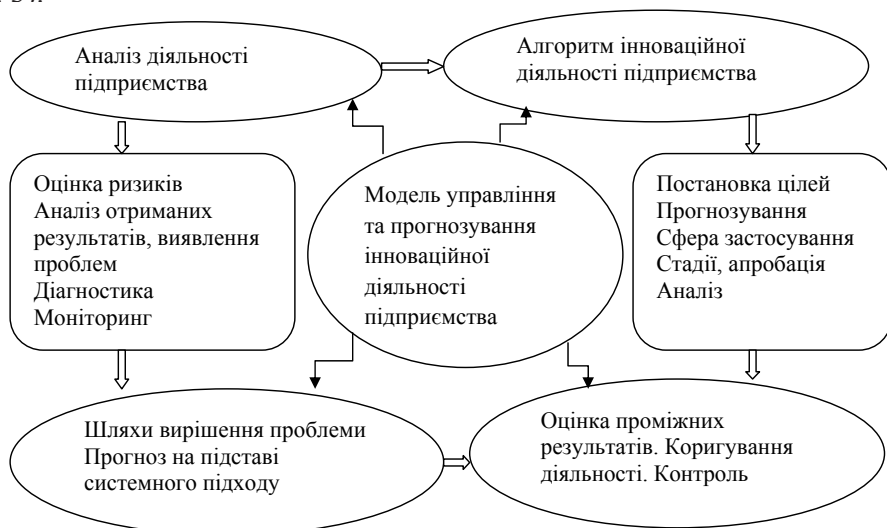 Аналіз діяльності
підприємства
Алгоритм інноваційної
діяльності підприємства
Оцінка ризиків
Аналіз отриманих
результатів, виявлення
проблем
Діагностика
Моніторинг
Модель управління
та прогнозування
інноваційної
діяльності
підприємства
Постановка цілей
Прогнозування
Сфера застосування
Стадії, апробація
Аналіз
Шляхи вирішення проблеми
Прогноз на підставі
системного підходу
Оцінка проміжних
результатів. Коригування
діяльності. Контроль